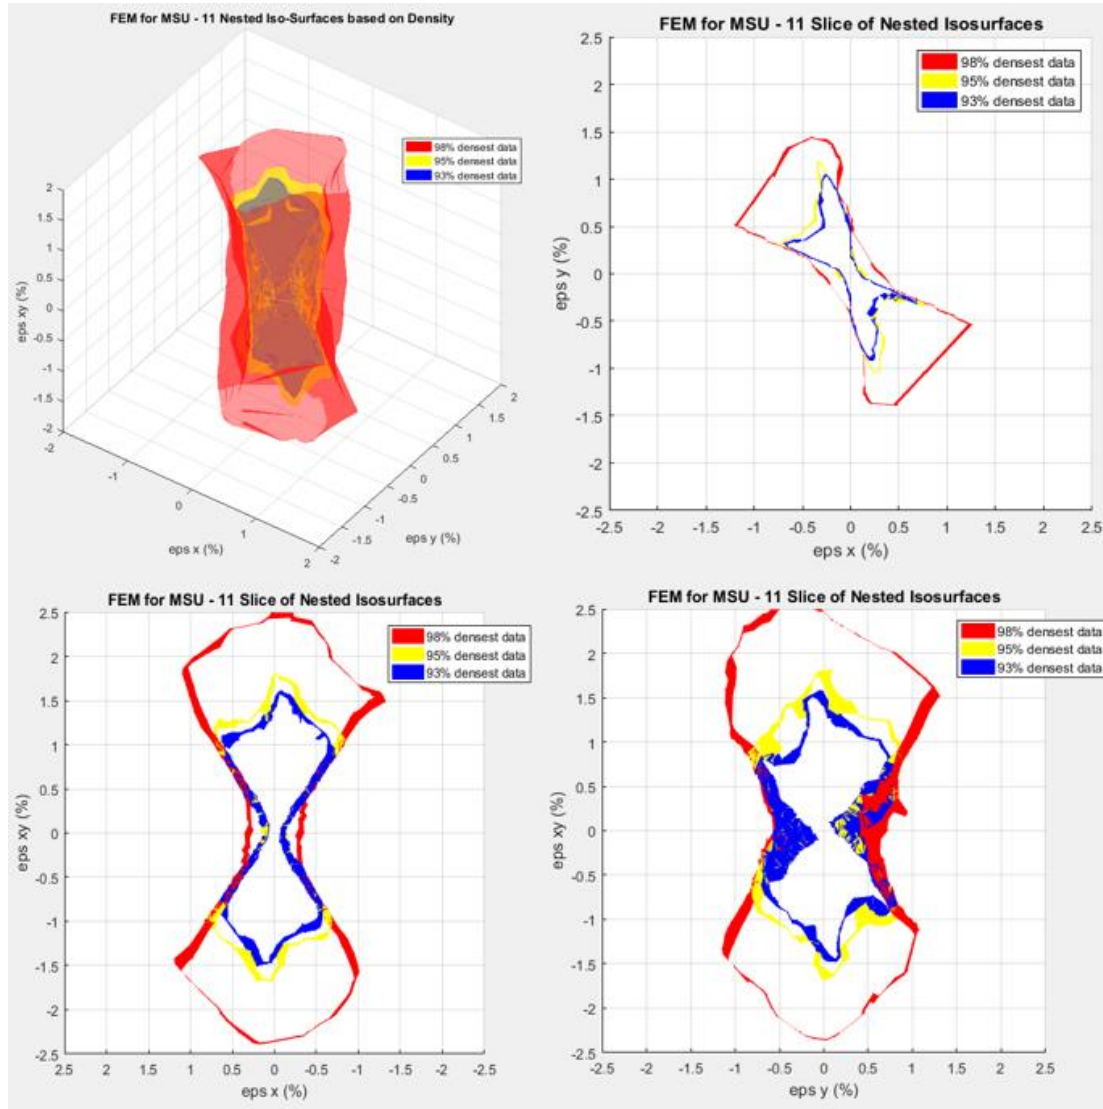 FEM for MSU - 11 Nested Iso-Surfaces based on Density
98% densest data
95% densest data
93% densest data
2
1.5
1
0.5
0
-0.5
-1
-1.5
-2
eps xy (%)
-2
-1
0
1
2
eps x (%)
-2
-1.5
-1
-0.5
0
0.5
1
1.5
2
eps y (%)
FEM for MSU - 11 Slice of Nested Isosurfaces
98% densest data
95% densest data
93% densest data
2.5
2
1.5
1
0.5
0
-0.5
-1
-1.5
-2
-2.5
eps y (%)
-2.5 -2 -1.5 -1 -0.5 0 0.5 1 1.5 2 2.5
eps x (%)
FEM for MSU - 11 Slice of Nested Isosurfaces
98% densest data
95% densest data
93% densest data
2.5
2
1.5
1
0.5
0
-0.5
-1
-1.5
-2
-2.5
eps xy (%)
2.5 2 1.5 1 0.5 0 -0.5 -1 -1.5 -2 -2.5
eps x (%)
FEM for MSU - 11 Slice of Nested Isosurfaces
98% densest data
95% densest data
93% densest data
2.5
2
1.5
1
0.5
0
-0.5
-1
-1.5
-2
-2.5
eps xy (%)
-2.5 -2 -1.5 -1 -0.5 0 0.5 1 1.5 2 2.5
eps y (%)